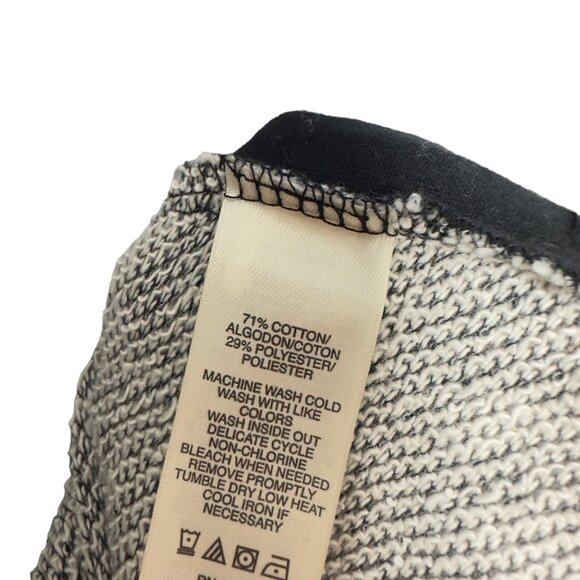 71% COTTON/
ALGODON/COTON
29% POLYESTER/
POLIESTER
MACHINE WASH COLD
WASH WITH LIKE
COLORS
WASH INSIDE OUT
DELICATE CYCLE
NON-CHLORINE
BLEACH WHEN NEEDED
REMOVE PROMPTLY
TUMBLE DRY LOW HEAT
COOL IRON IF
NECESSARY